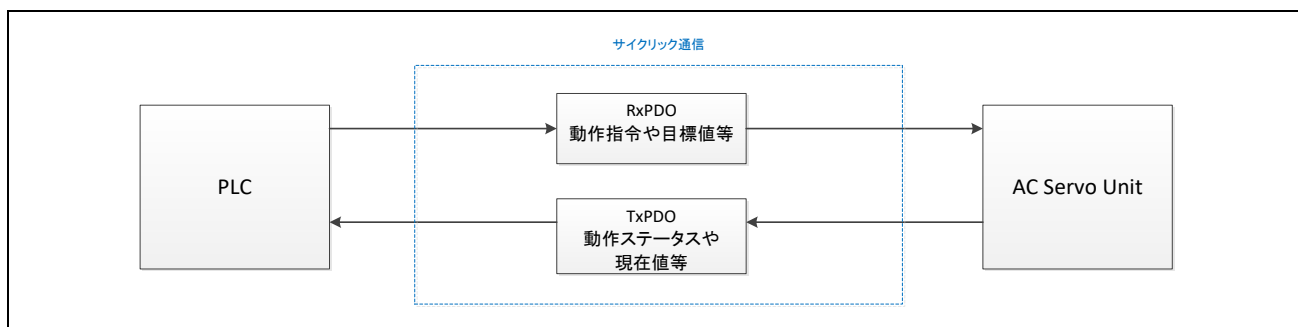 サイクリック通信
PLC
RxPDO
動作指令や目標値等
TxPDO
動作ステータスや
現在値等
AC Servo Unit